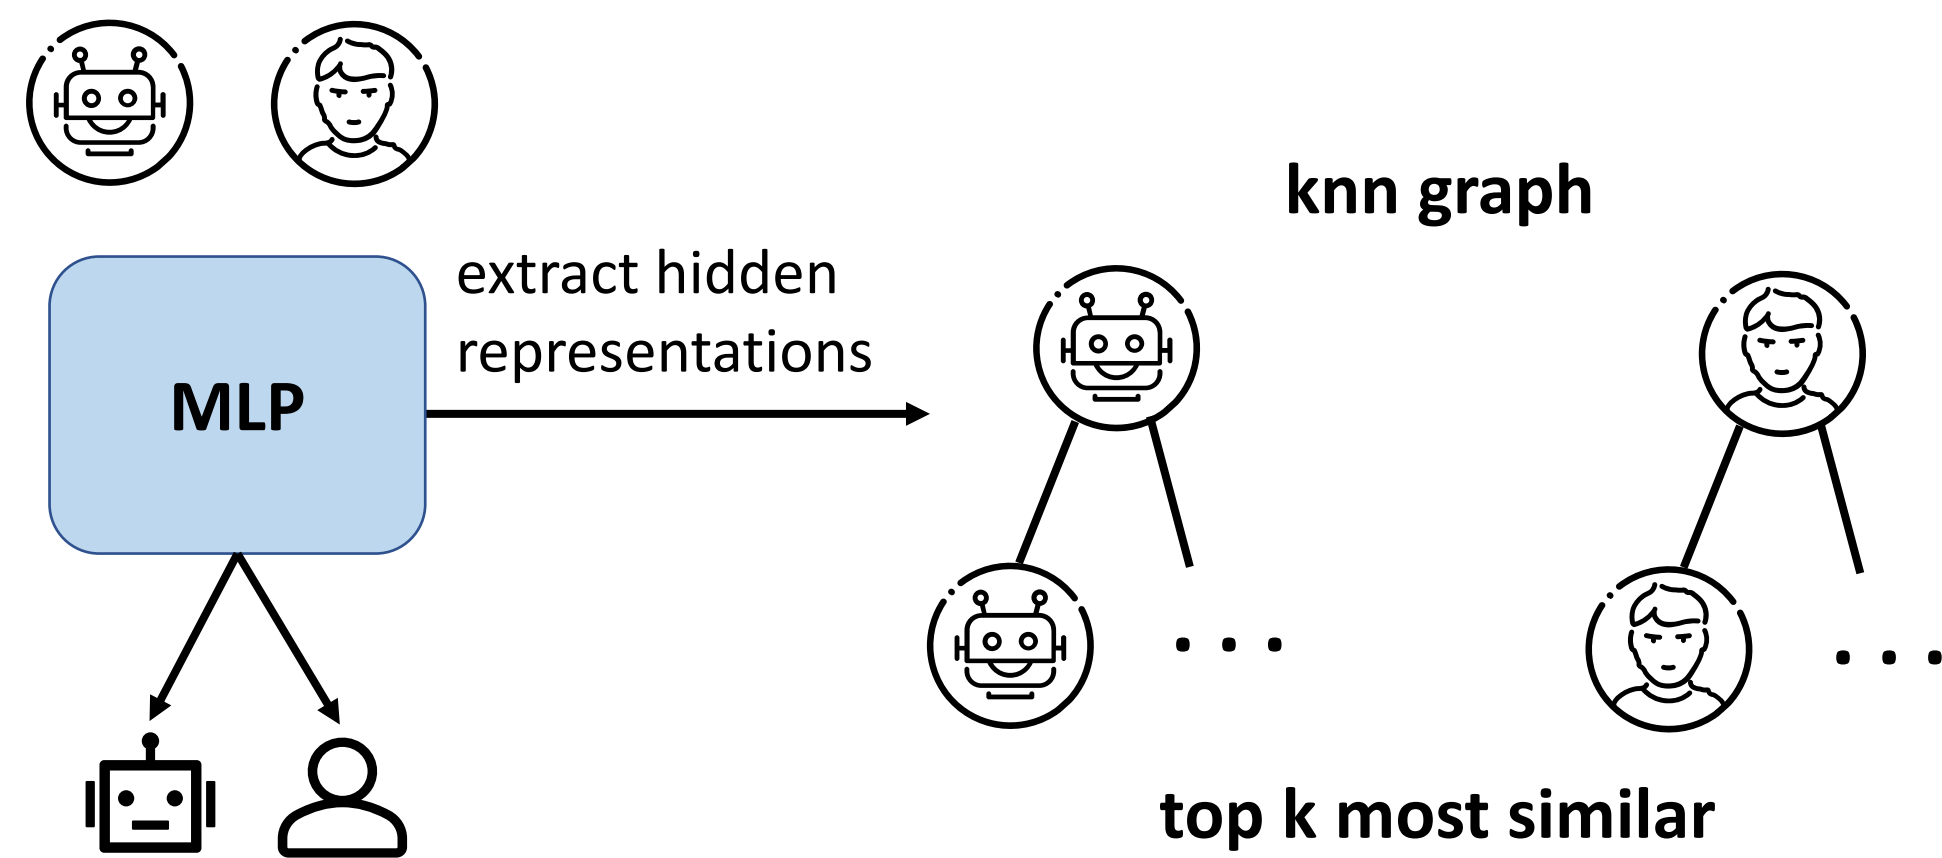 knn graph
extract hidden
representations
MLP
. . .
. . .
top k most similar